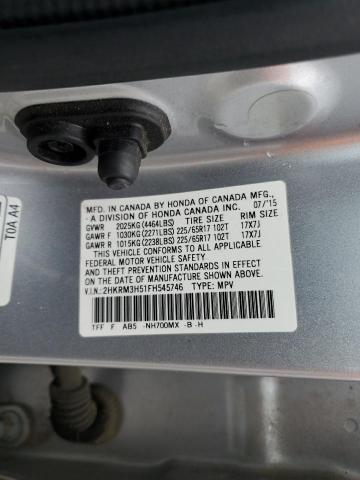 MFD. IN CANADA BY HONDA OF CANADA MFG.,
- A DIVISION OF HONDA CANADA INC. 07/15
GVWR 2025KG (4464LBS) TIRE SIZE RIM SIZE
GAWR F 1030KG (2271LBS) 225/65R17 102T 17X7J
GAWR R 1015KG (2238LBS) 225/65R17 102T 17X7J
THIS VEHICLE CONFORMS TO ALL APPLICABLE
FEDERAL MOTOR VEHICLE SAFETY
STANDARDS IN EFFECT ON THE
DATE OF MANUFACTURE SHOWN ABOVE.
V.I.N.:2HKRM3H51FH545746 TYPE: MPV
TFF F AB5 -NH700MX -B -H
T0A A4